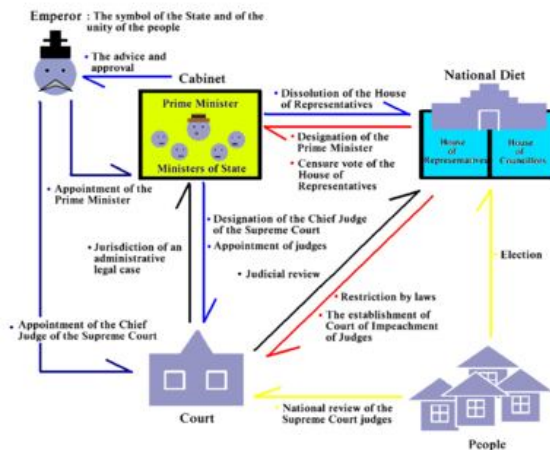 Emperor : The symbol of the State and of the
unity of the people
• The advice and
approval
Cabinet
Prime Minister
Ministers of State
• Dissolution of the House
of Representatives
National Diet
House
of
Representatives
House
of
Councillors
• Designation of the
Prime Minister
• Censure vote of the
House of
Representatives
• Appointment of the
Prime Minister
• Designation of the Chief Judge
of the Supreme Court
• Appointment of judges
• Jurisdiction of an
administrative
legal case
• Judicial review
• Election
• Restriction by laws
• The establishment of
Court of Impeachment
of Judges
• Appointment of the Chief
Judge of the Supreme Court
Court
• National review of the
Supreme Court judges
People